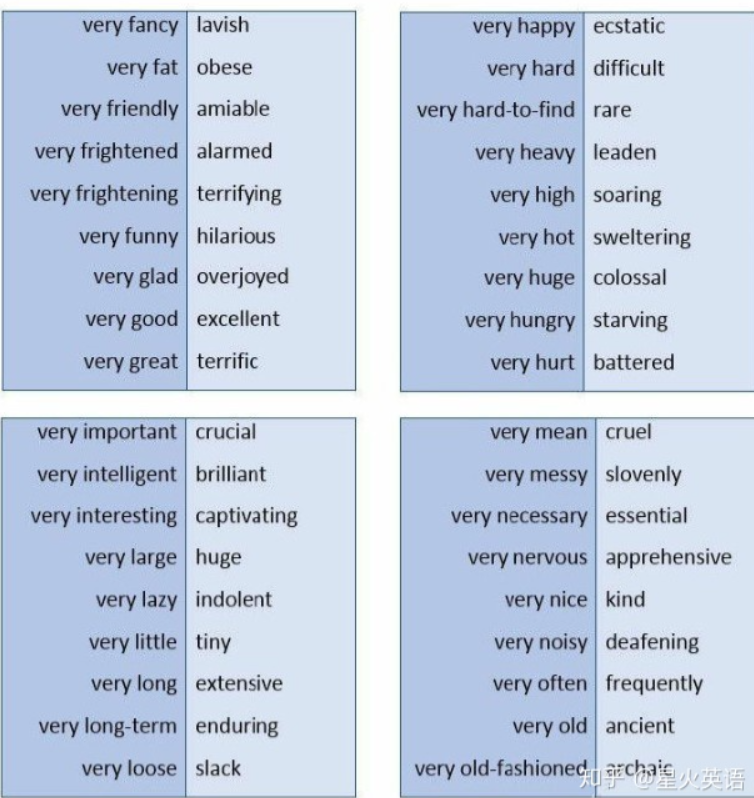 very fancy lavish
very fat obese
very friendly amiable
very frightened alarmed
very frightening terrifying
very funny hilarious
very glad overjoyed
very good excellent
very great terrific
very happy ecstatic
very hard difficult
very hard-to-find rare
very heavy leaden
very high soaring
very hot sweltering
very huge colossal
very hungry starving
very hurt battered
very important crucial
very intelligent brilliant
very interesting captivating
very large huge
very lazy indolent
very little tiny
very long extensive
very long-term enduring
very loose slack
very mean cruel
very messy slovenly
very necessary essential
very nervous apprehensive
very nice kind
very noisy deafening
very often frequently
very old ancient
very old-fashioned archaic
知乎 @星火英语